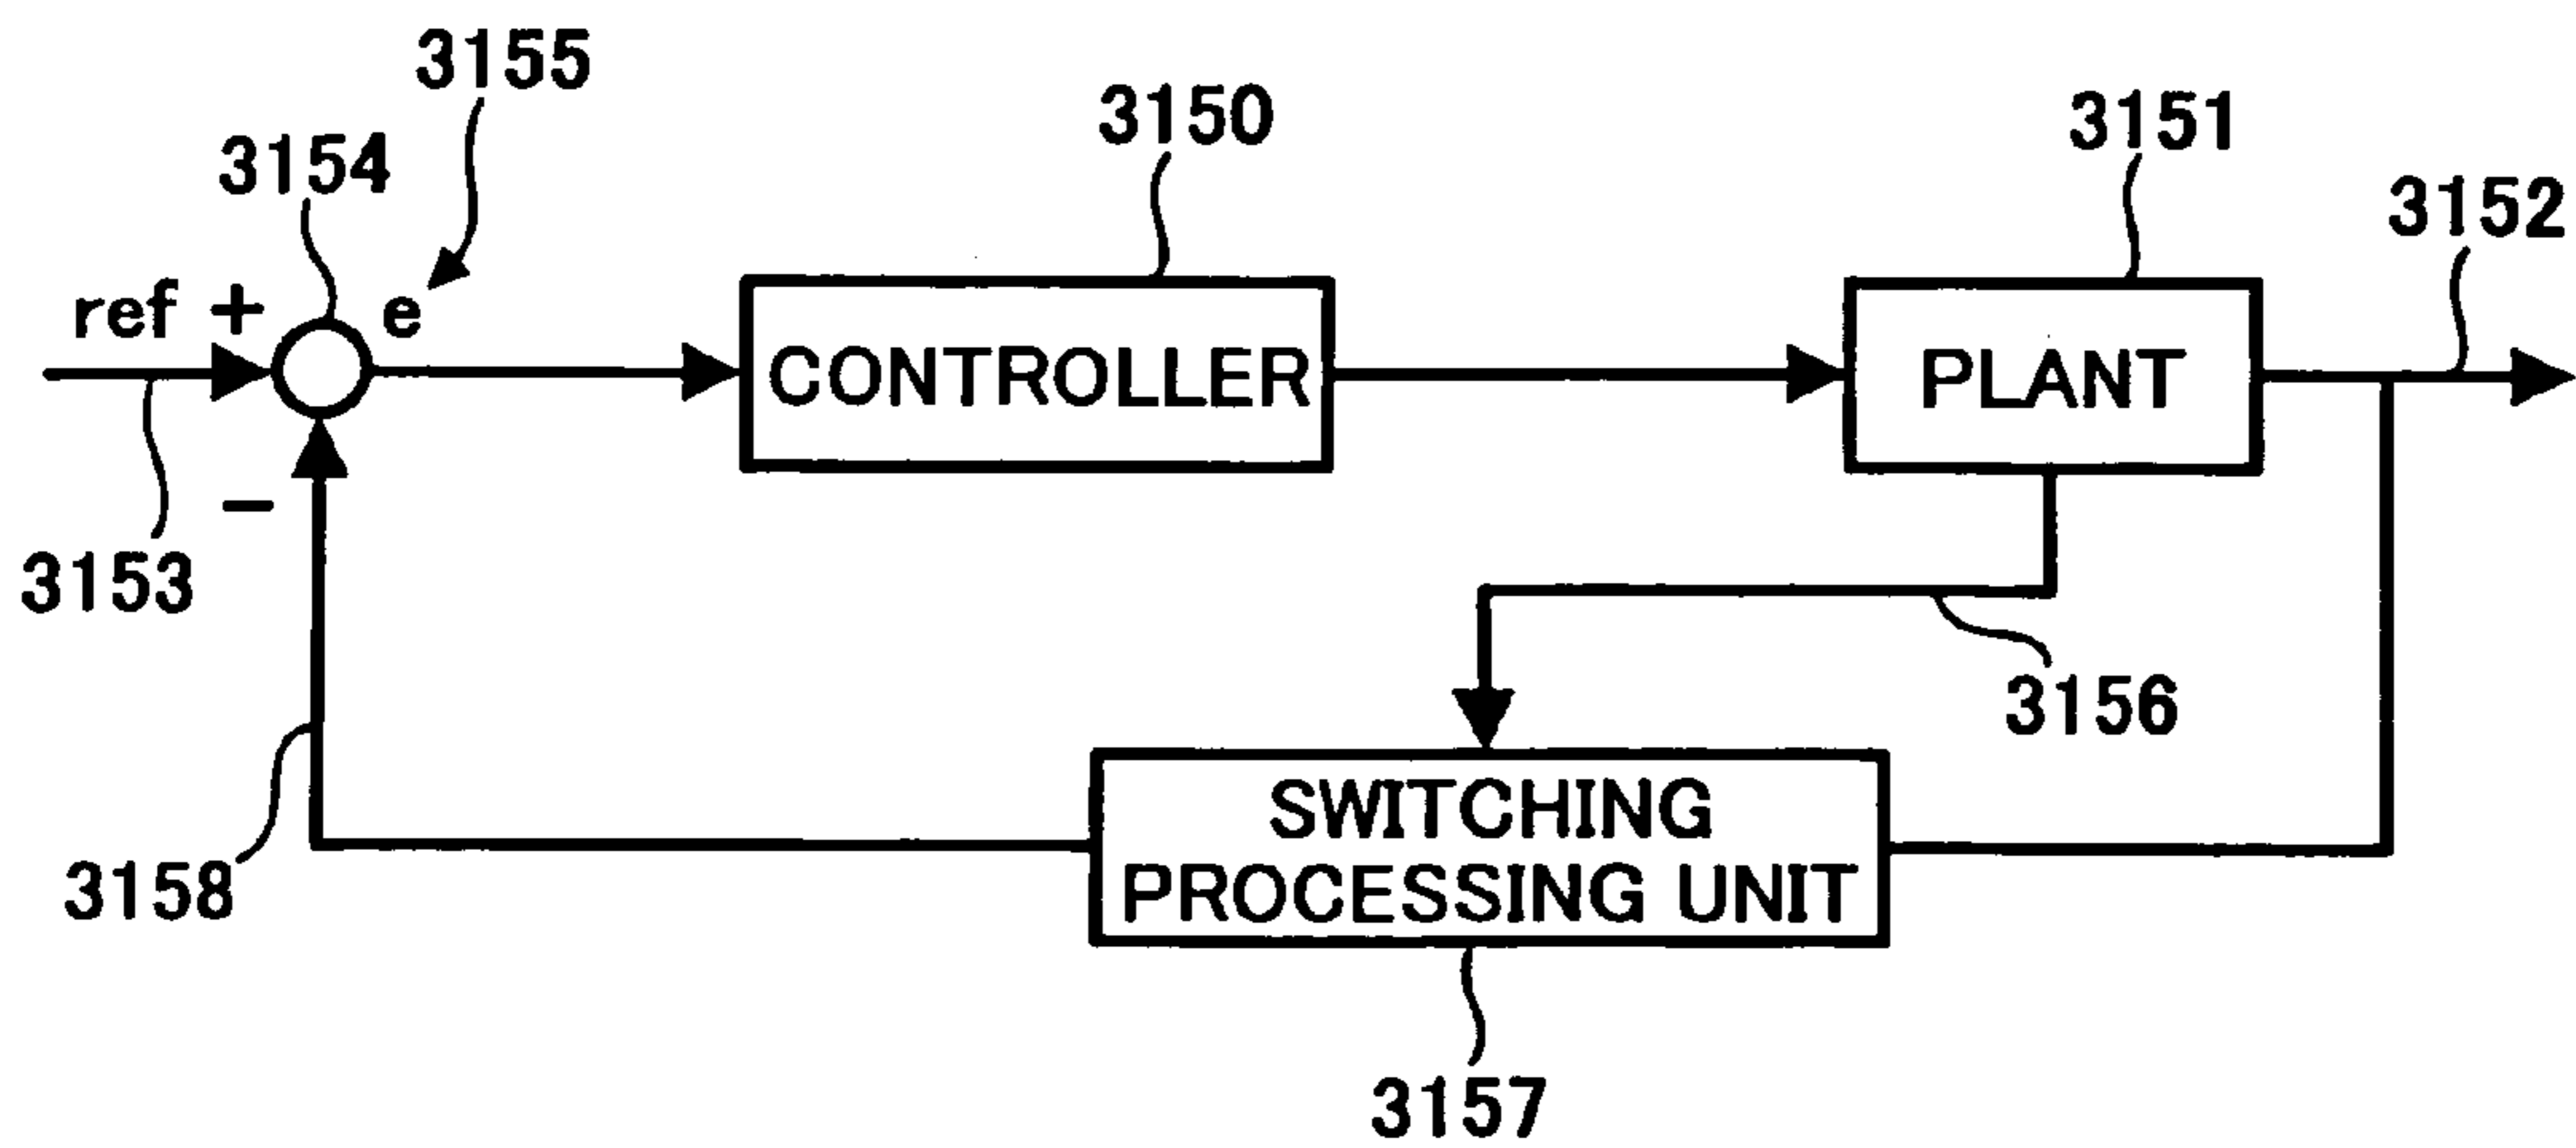 3155
3150
3151
3154
3152
ref + e
CONTROLLER
PLANT
−
3153
3156
SWITCHING
PROCESSING UNIT
3158
3157